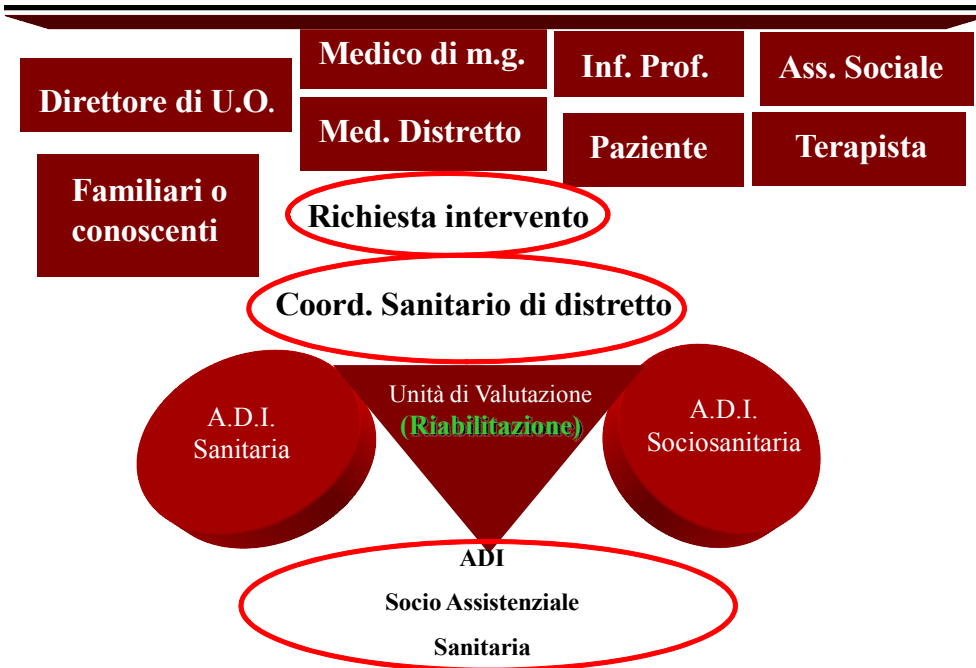 Medico di m.g.
Inf. Prof.
Ass. Sociale
Direttore di U.O.
Med. Distretto
Paziente
Terapista
Familiari o
conoscenti
Richiesta intervento
Coord. Sanitario di distretto
A.D.I.
Sanitaria
Unità di Valutazione
(Riabilitazione)
A.D.I.
Sociosanitaria
ADI
Socio Assistenziale
Sanitaria